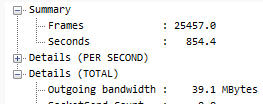 Summary
Frames : 25457.0
Seconds : 854.4
Details (PER SECOND)
Details (TOTAL)
Outgoing bandwidth : 39.1 MBytes